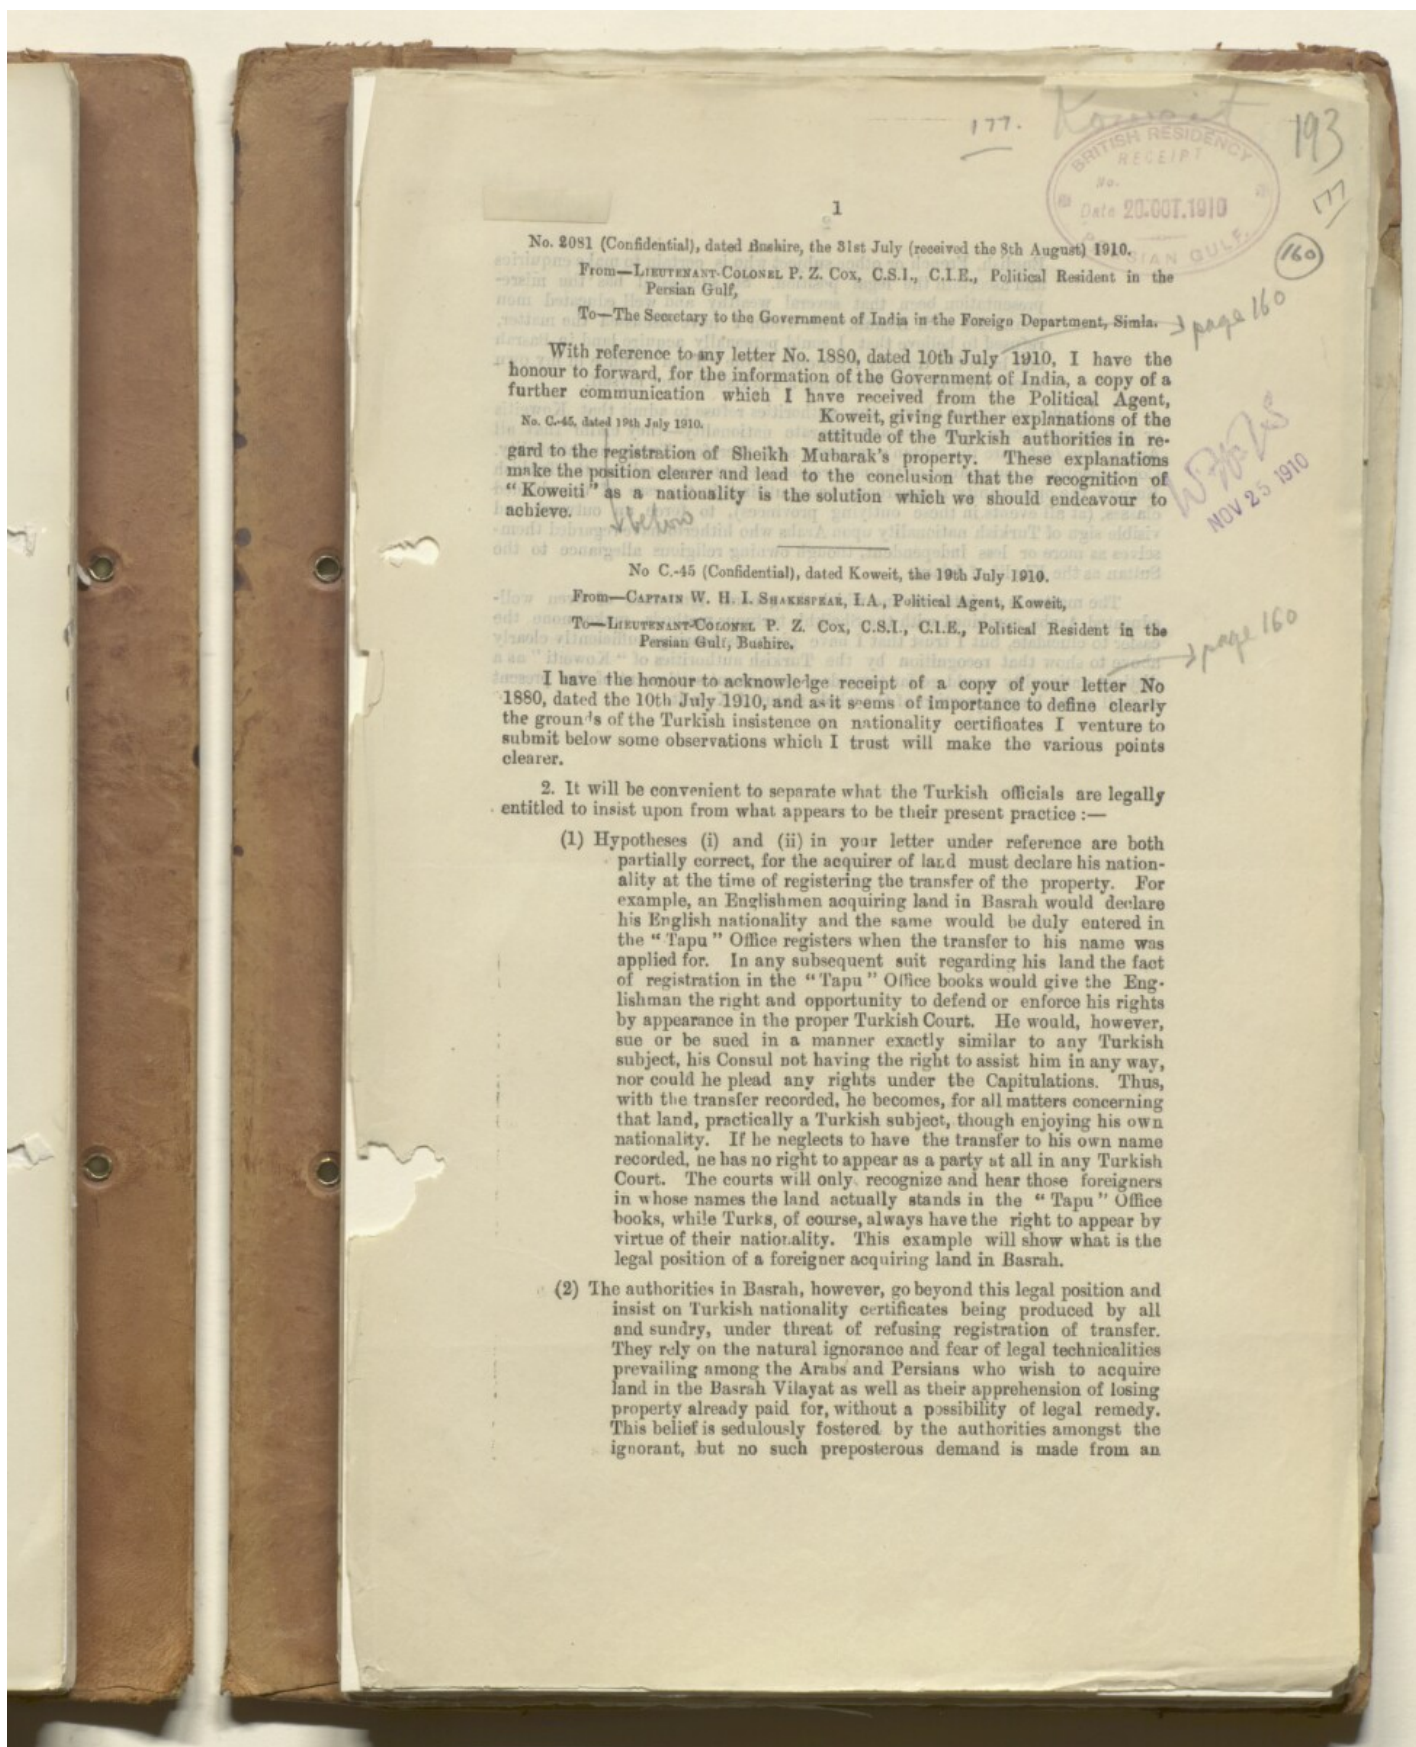 177.
Koweit
193
BRITISH RESIDENCY
RECEIPT
No.
Date 20.OCT.1910
PERSIAN GULF.
177
160
1
No. 2081 (Confidential), dated Bushire, the 31st July (received the 8th August) 1910.
From—LIEUTENANT-COLONEL P. Z. COX, C.S.I., C.I.E., Political Resident in the
Persian Gulf,
To—The Secretary to the Government of India in the Foreign Department, Simla.
page 160
With reference to my letter No. 1880, dated 10th July 1910, I have the
honour to forward, for the information of the Government of India, a copy of a
further communication which I have received from the Political Agent,
No. C.-45, dated 19th July 1910.
Koweit, giving further explanations of the
attitude of the Turkish authorities in re-
gard to the registration of Sheikh Mubarak's property. These explanations
make the position clearer and lead to the conclusion that the recognition of
"Koweiti" as a nationality is the solution which we should endeavour to
achieve.
below
NOV 25 1910
No C.-45 (Confidential), dated Koweit, the 19th July 1910.
From—CAPTAIN W. H. I. SHAKESPEAR, I.A., Political Agent, Koweit,
To—LIEUTENANT-COLONEL P. Z. COX, C.S.I., C.I.E., Political Resident in the
Persian Gulf, Bushire.
page 160
I have the honour to acknowledge receipt of a copy of your letter No
1880, dated the 10th July 1910, and as it seems of importance to define clearly
the grounds of the Turkish insistence on nationality certificates I venture to
submit below some observations which I trust will make the various points
clearer.
2. It will be convenient to separate what the Turkish officials are legally
entitled to insist upon from what appears to be their present practice :—
(1) Hypotheses (i) and (ii) in your letter under reference are both
partially correct, for the acquirer of land must declare his nation-
ality at the time of registering the transfer of the property. For
example, an Englishmen acquiring land in Basrah would declare
his English nationality and the same would be duly entered in
the "Tapu" Office registers when the transfer to his name was
applied for. In any subsequent suit regarding his land the fact
of registration in the "Tapu" Office books would give the Eng-
lishman the right and opportunity to defend or enforce his rights
by appearance in the proper Turkish Court. He would, however,
sue or be sued in a manner exactly similar to any Turkish
subject, his Consul not having the right to assist him in any way,
nor could he plead any rights under the Capitulations. Thus,
with the transfer recorded, he becomes, for all matters concerning
that land, practically a Turkish subject, though enjoying his own
nationality. If he neglects to have the transfer to his own name
recorded, he has no right to appear as a party at all in any Turkish
Court. The courts will only recognize and hear those foreigners
in whose names the land actually stands in the "Tapu" Office
books, while Turks, of course, always have the right to appear by
virtue of their nationality. This example will show what is the
legal position of a foreigner acquiring land in Basrah.
(2) The authorities in Basrah, however, go beyond this legal position and
insist on Turkish nationality certificates being produced by all
and sundry, under threat of refusing registration of transfer.
They rely on the natural ignorance and fear of legal technicalities
prevailing among the Arabs and Persians who wish to acquire
land in the Basrah Vilayat as well as their apprehension of losing
property already paid for, without a possibility of legal remedy.
This belief is sedulously fostered by the authorities amongst the
ignorant, but no such preposterous demand is made from an